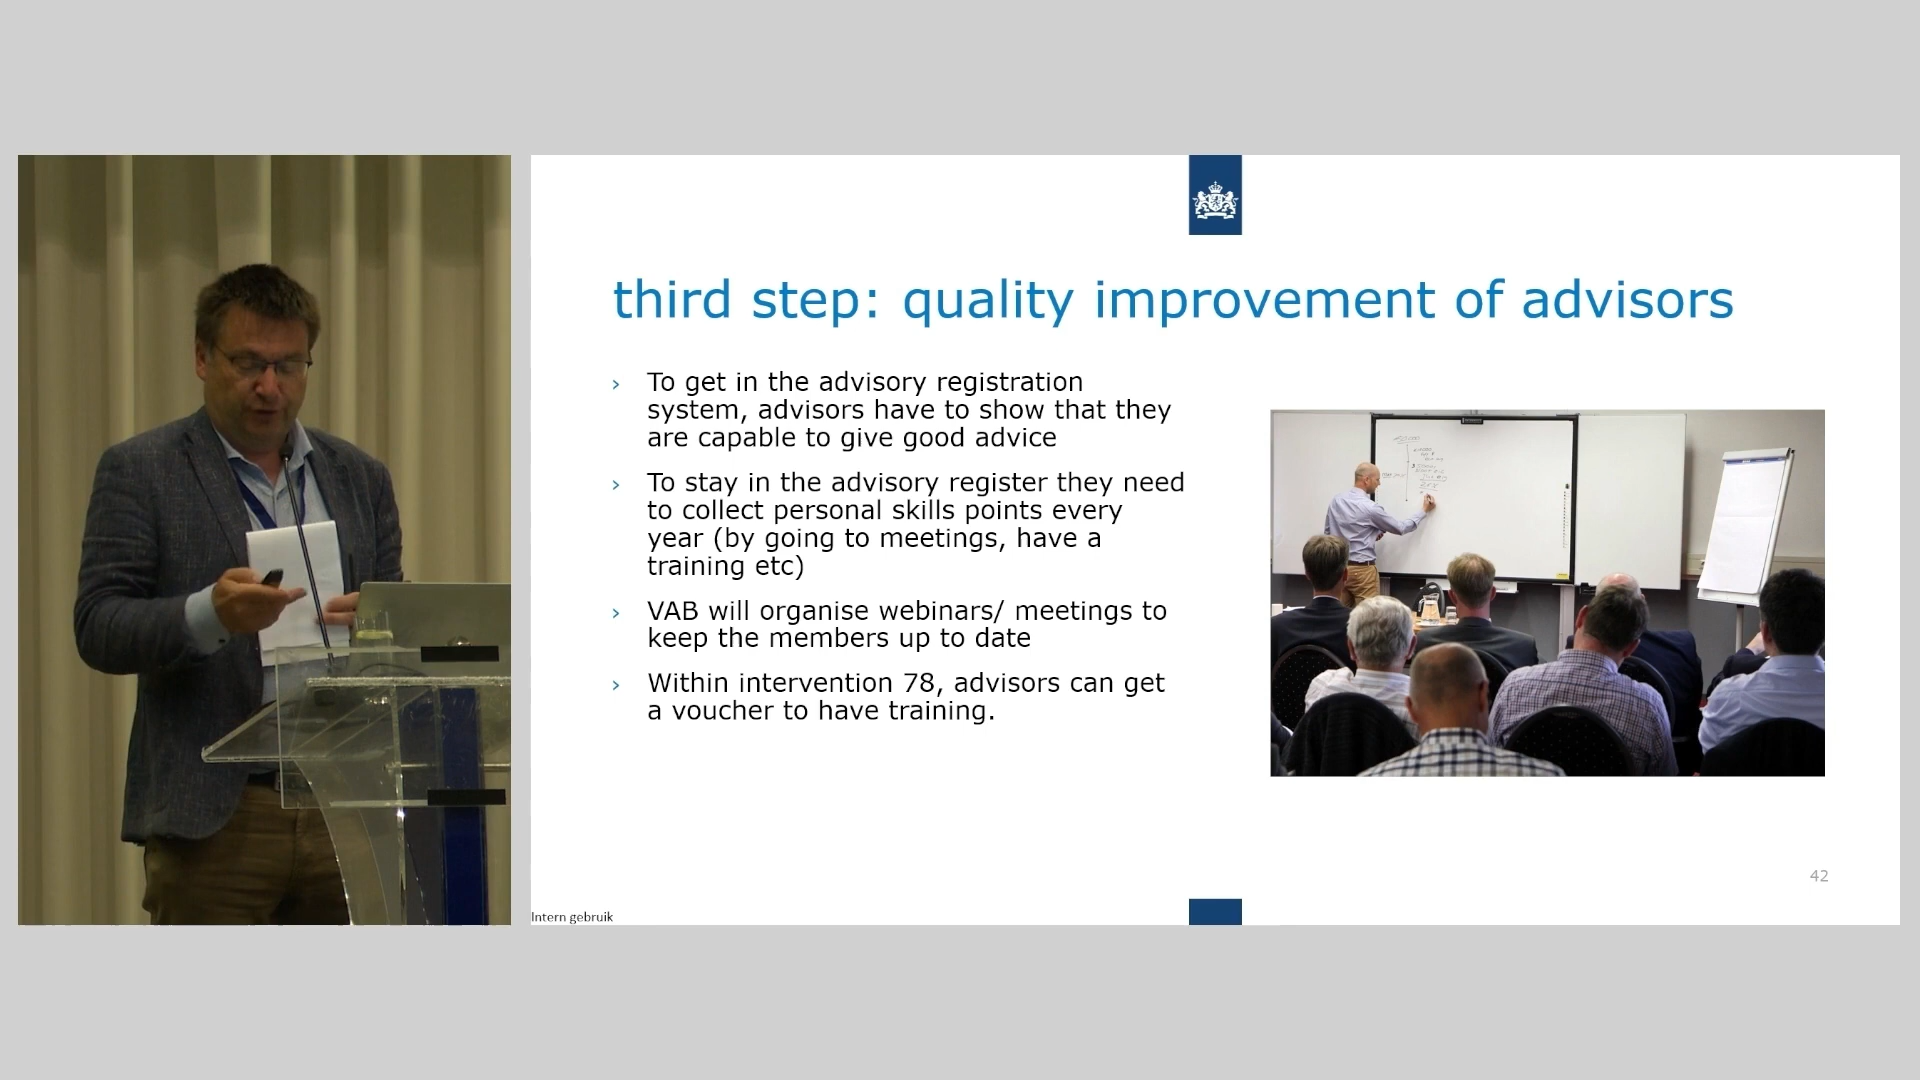 third step: quality improvement of advisors
› To get in the advisory registration
system, advisors have to show that they
are capable to give good advice
› To stay in the advisory register they need
to collect personal skills points every
year (by going to meetings, have a
training etc)
› VAB will organise webinars/ meetings to
keep the members up to date
› Within intervention 78, advisors can get
a voucher to have training.
42
Intern gebruik